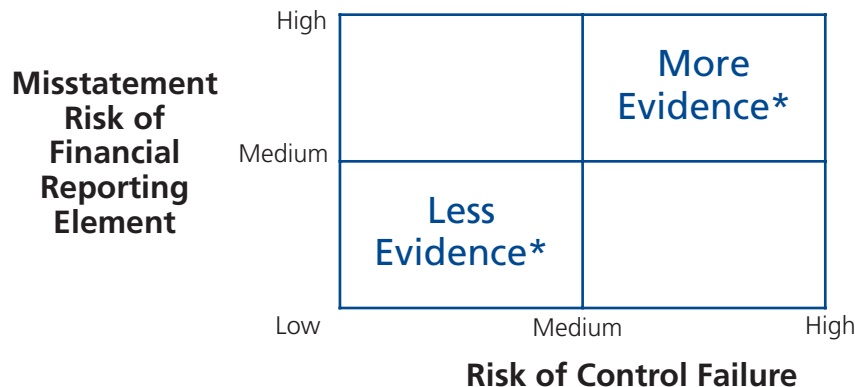 High
More
Evidence*
Misstatement
Risk of
Financial
Reporting
Element
Medium
Less
Evidence*
Low
Medium
High
Risk of Control Failure